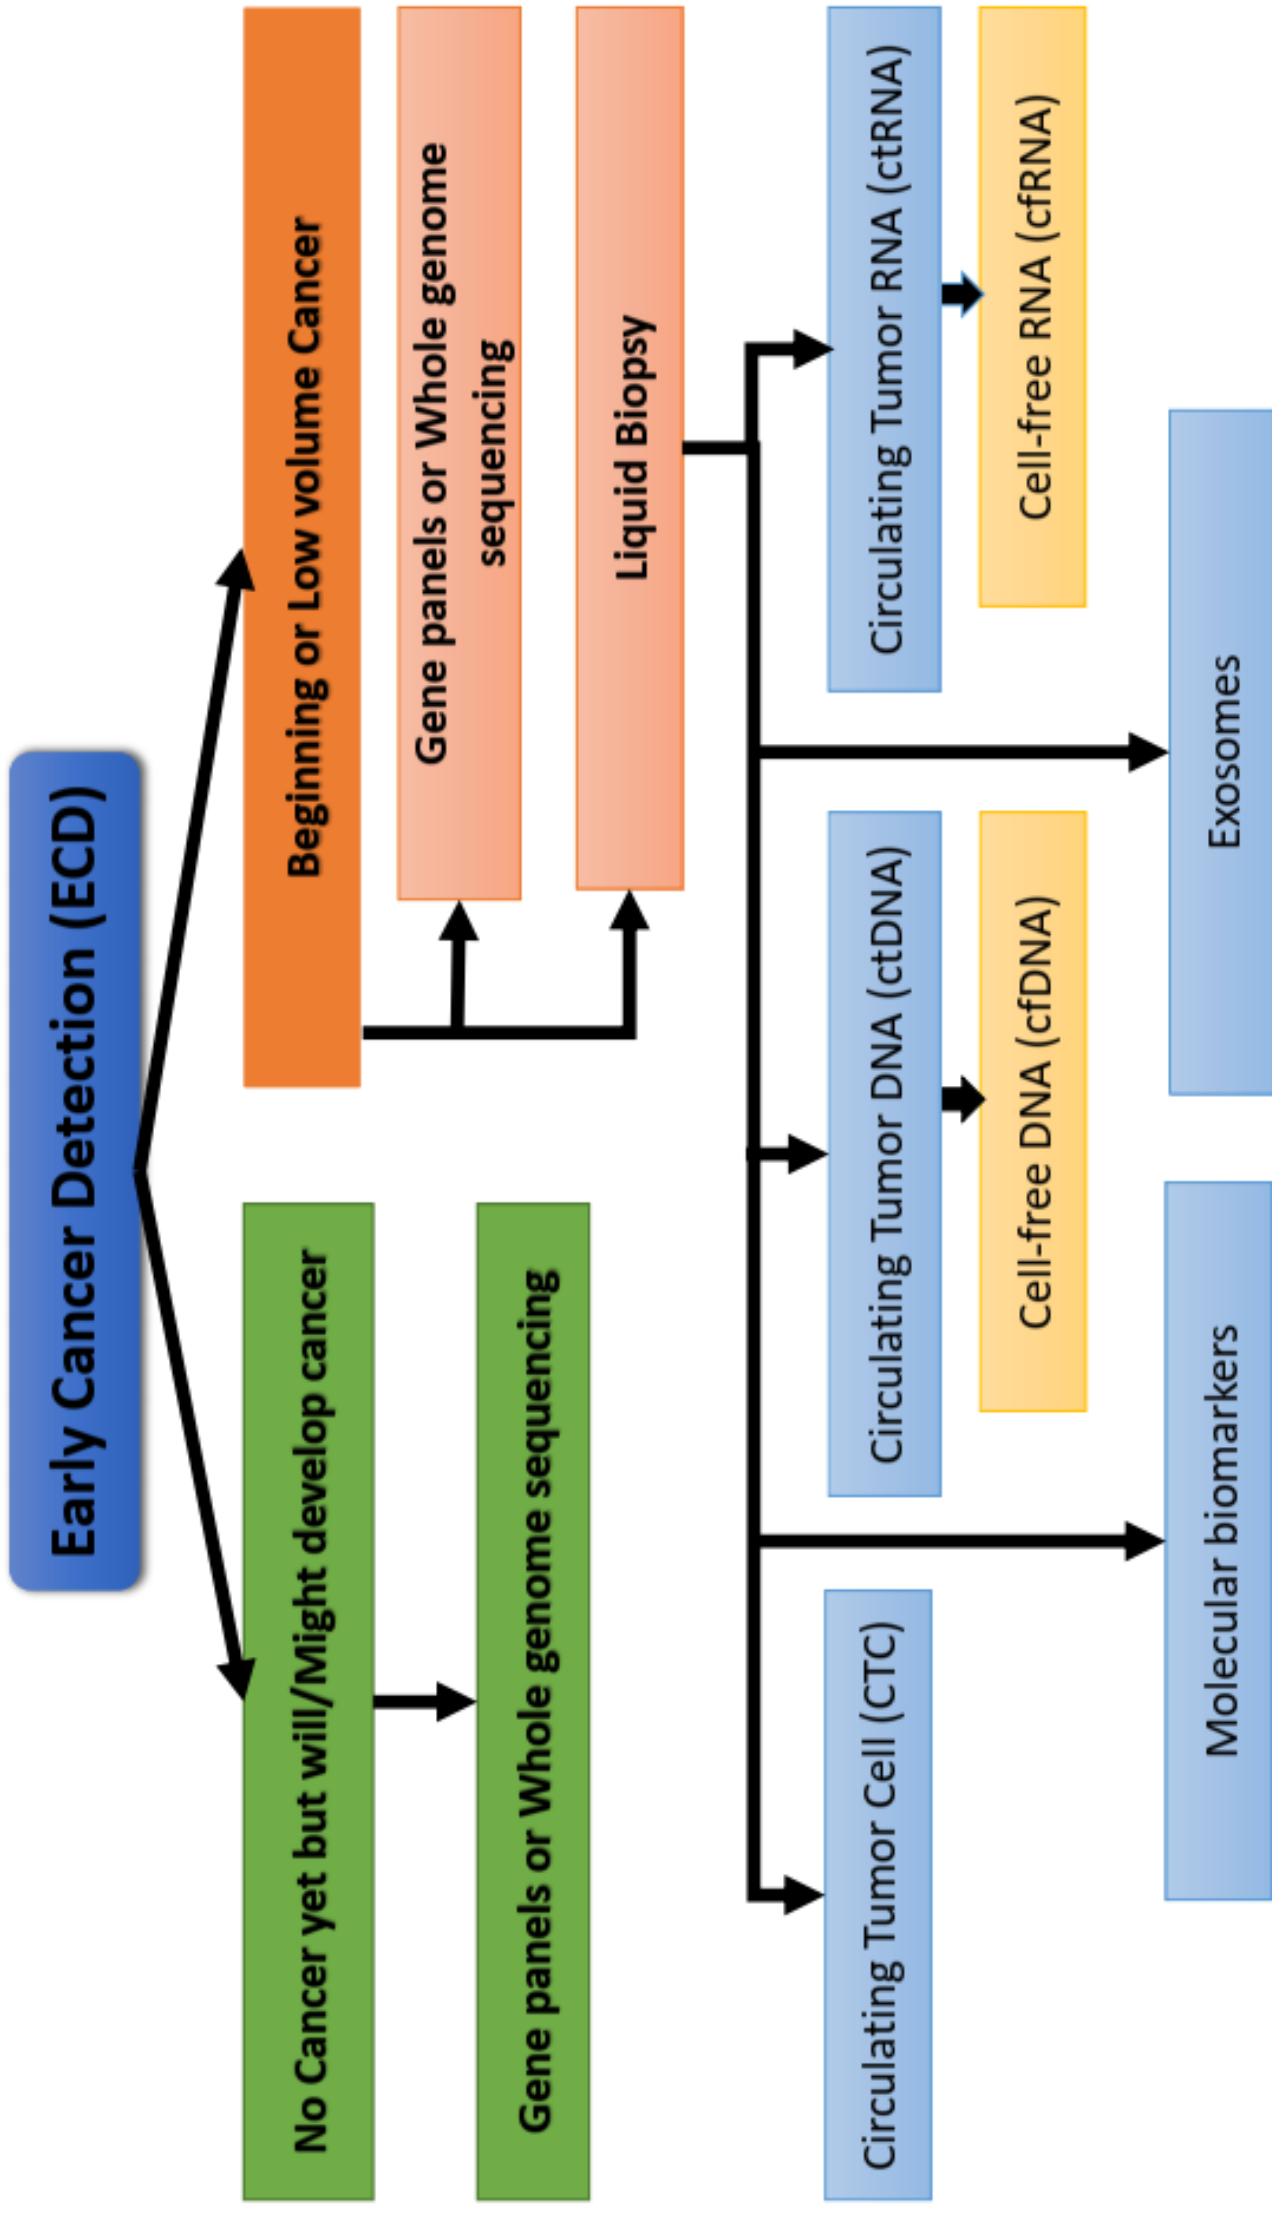 Early Cancer Detection (ECD)
No Cancer yet but will/Might develop cancer
Gene panels or Whole genome sequencing
Beginning or Low volume Cancer
Gene panels or Whole genome
sequencing
Liquid Biopsy
Circulating Tumor Cell (CTC)
Circulating Tumor DNA (ctDNA)
Circulating Tumor RNA (ctRNA)
Cell-free DNA (cfDNA)
Cell-free RNA (cfRNA)
Molecular biomarkers
Exosomes